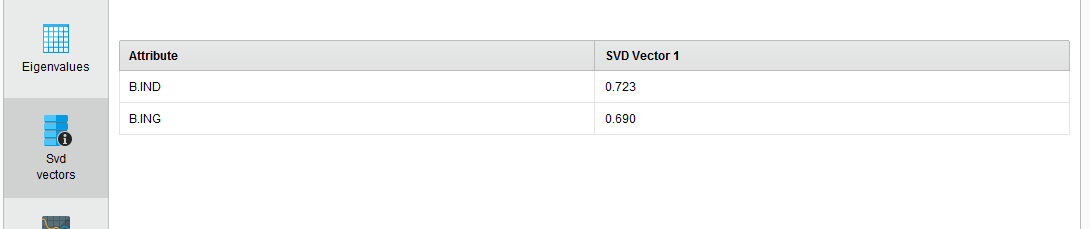 Eigenvalues
Svd
vectors
Attribute SVD Vector 1
B.IND 0.723
B.ING 0.690